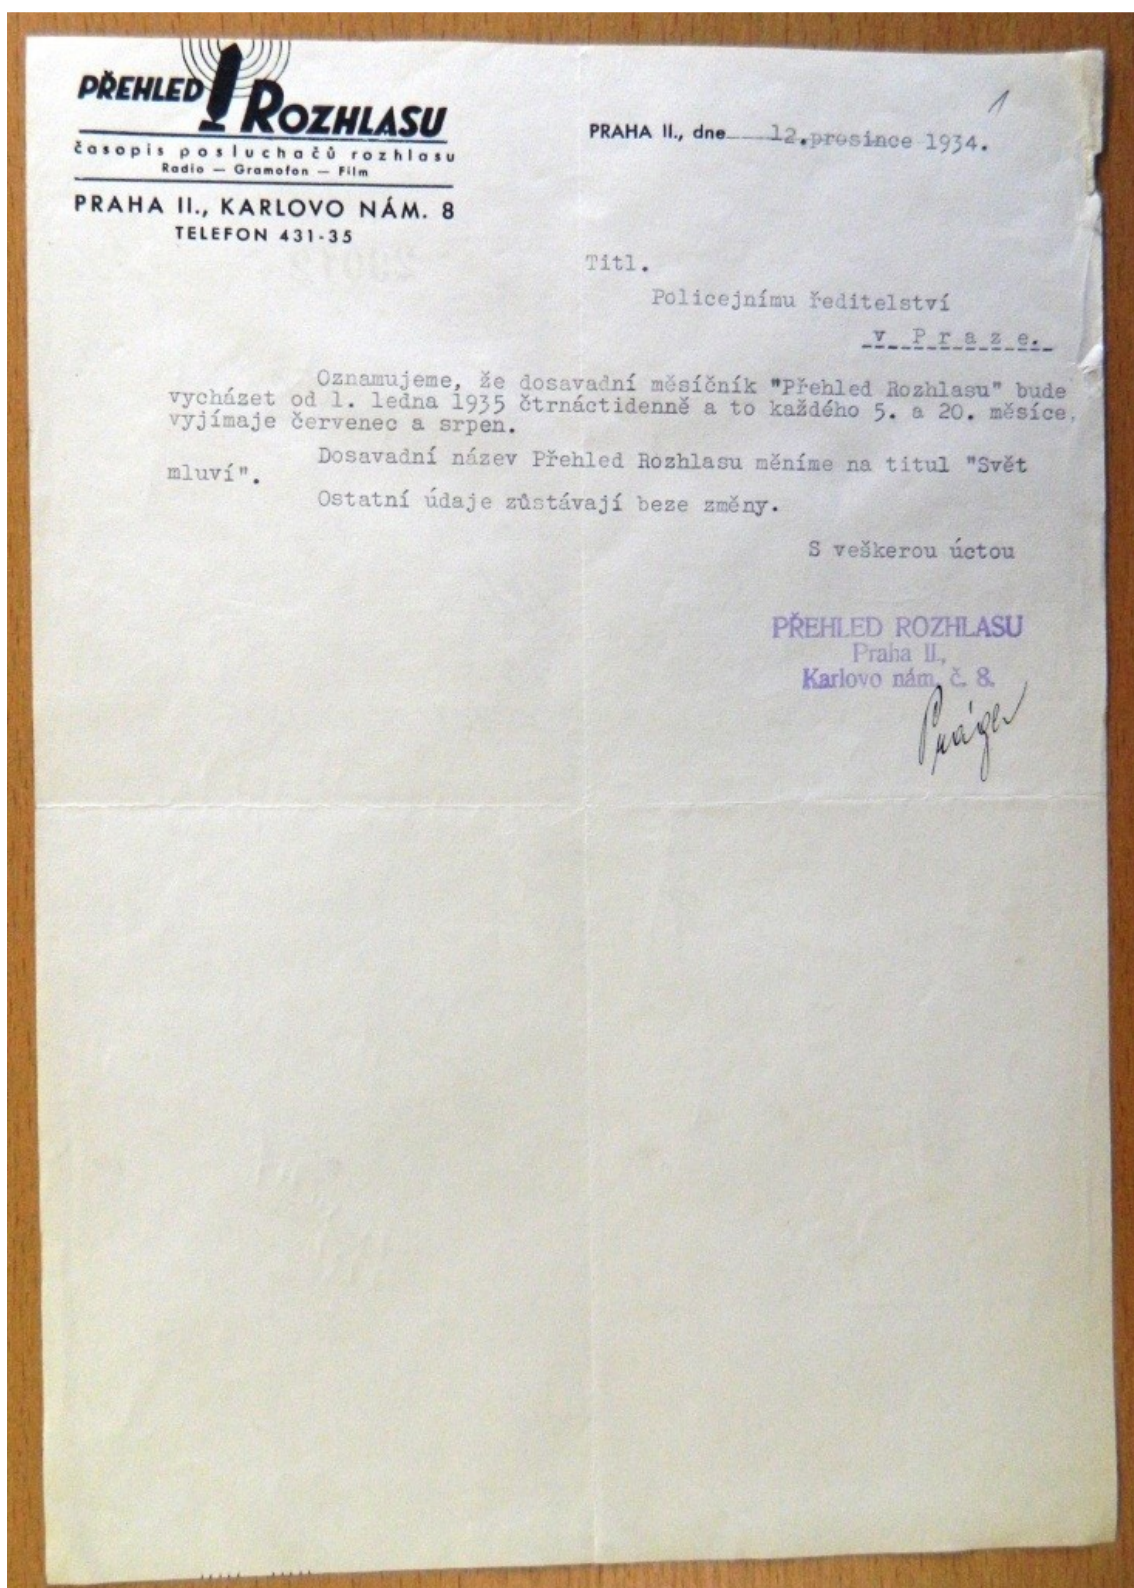 PŘEHLED ROZHLASU
časopis posluchačů rozhlasu
Radio — Gramofon — Film
PRAHA II., KARLOVO NÁM. 8
TELEFON 431-35
1
PRAHA II., dne 12.prosince 1934.
Titl.
Policejnímu ředitelství
v Praze.
Oznamujeme, že dosavadní měsíčník "Přehled Rozhlasu" bude
vycházet od 1. ledna 1935 čtrnáctidenně a to každého 5. a 20. měsíce,
vyjímaje červenec a srpen.
Dosavadní název Přehled Rozhlasu měníme na titul "Svět
mluví".
Ostatní údaje zůstávají beze změny.
S veškerou úctou
PŘEHLED ROZHLASU
Praha II,
Karlovo nám. č. 8.